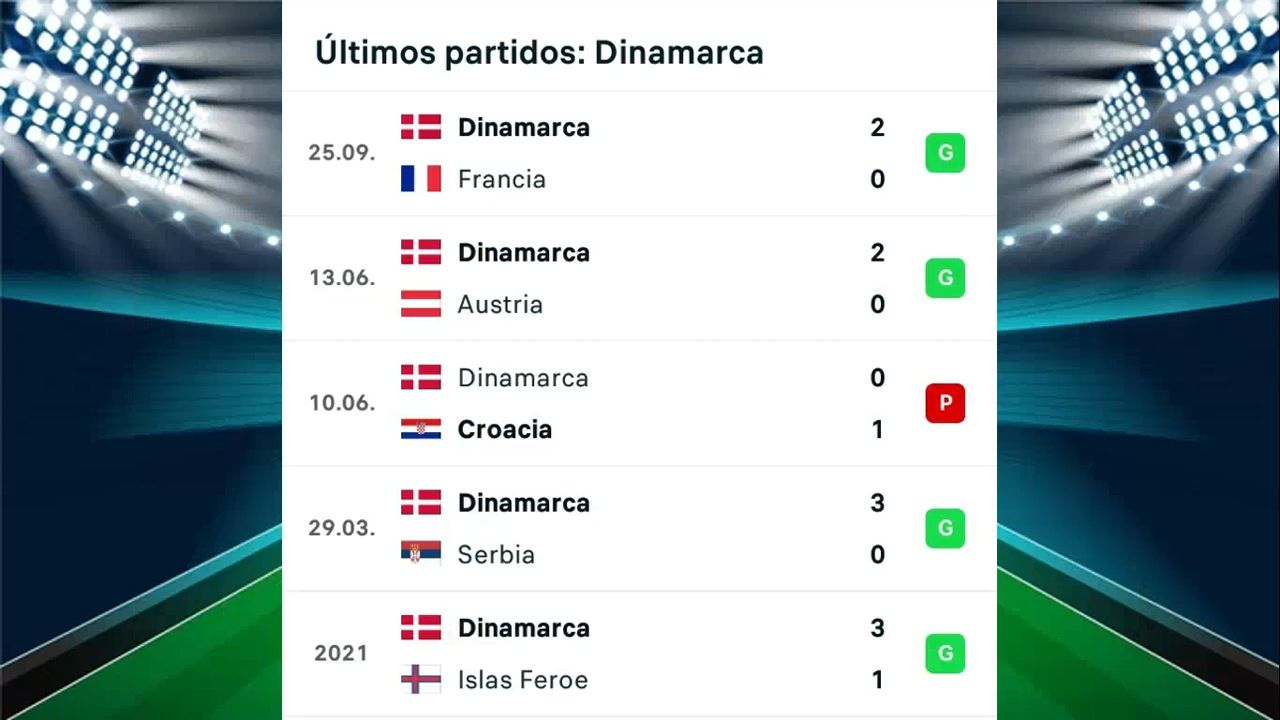 Últimos partidos: Dinamarca
25.09.
Dinamarca 2
Francia 0
G
13.06.
Dinamarca 2
Austria 0
G
10.06.
Dinamarca 0
Croacia 1
P
29.03.
Dinamarca 3
Serbia 0
G
2021
Dinamarca 3
Islas Feroe 1
G